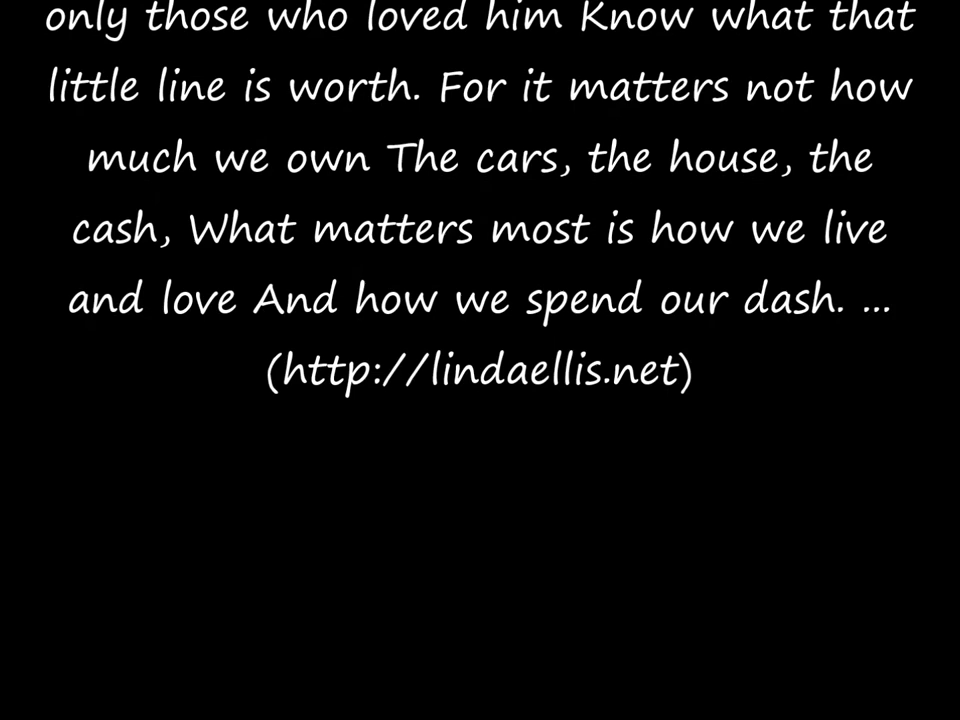 only those who loved him Know what that
little line is worth. For it matters not how
much we own The cars, the house, the
cash, What matters most is how we live
and love And how we spend our dash. ...
(http://lindaellis.net)